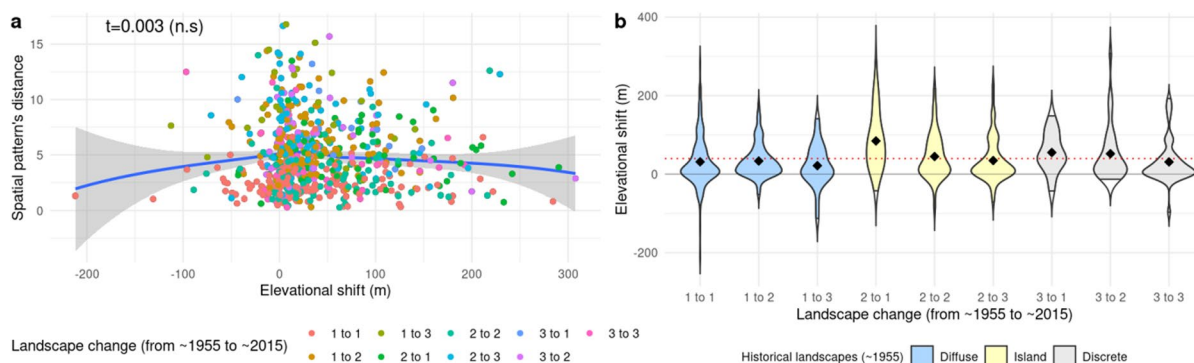 a
t=0.003 (n.s)
Spatial pattern's distance
15
10
5
0
-200 -100 0 100 200 300
Elevational shift (m)
Landscape change (from ~1955 to ~2015)
1 to 1 1 to 3 2 to 2 3 to 1 3 to 3
1 to 2 2 to 1 2 to 3 3 to 2
b
Elevational shift (m)
400
200
0
-200
1 to 1 1 to 2 1 to 3 2 to 1 2 to 2 2 to 3 3 to 1 3 to 2 3 to 3
Landscape change (from ~1955 to ~2015)
Historical landscapes (~1955) Diffuse Island Discrete